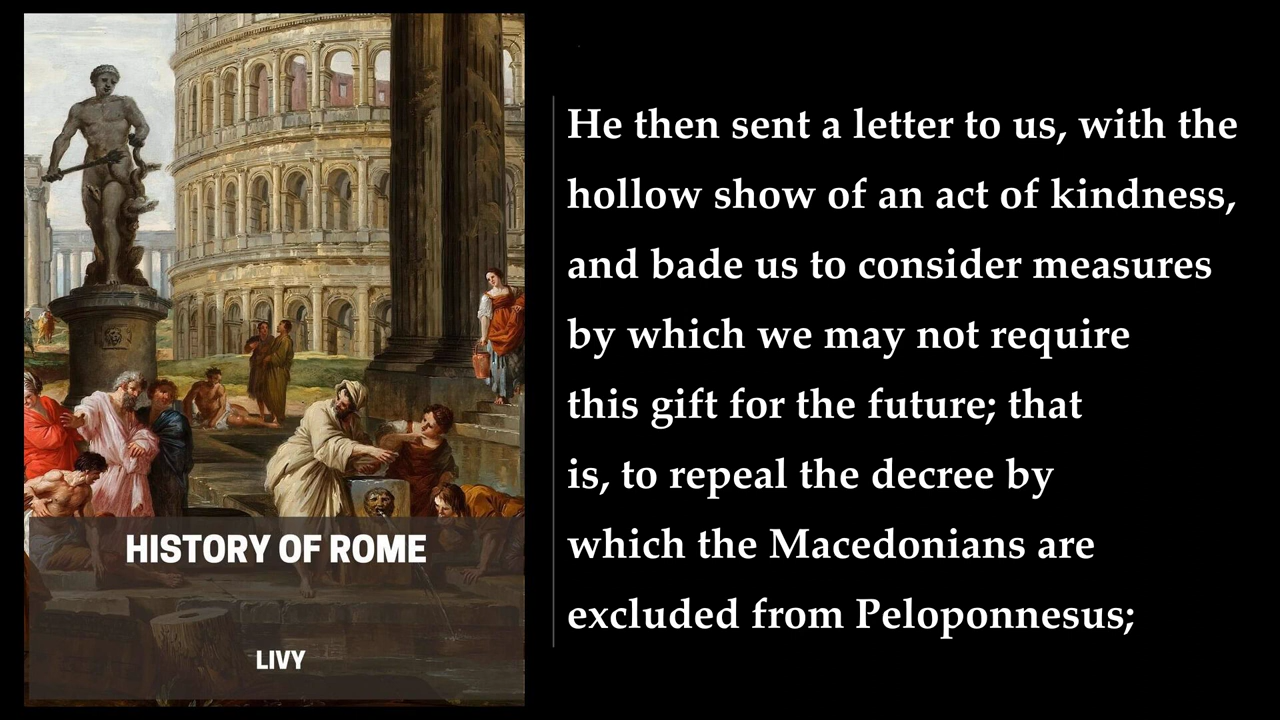 HISTORY OF ROME
LIVY
He then sent a letter to us, with the
hollow show of an act of kindness,
and bade us to consider measures
by which we may not require
this gift for the future; that
is, to repeal the decree by
which the Macedonians are
excluded from Peloponnesus;